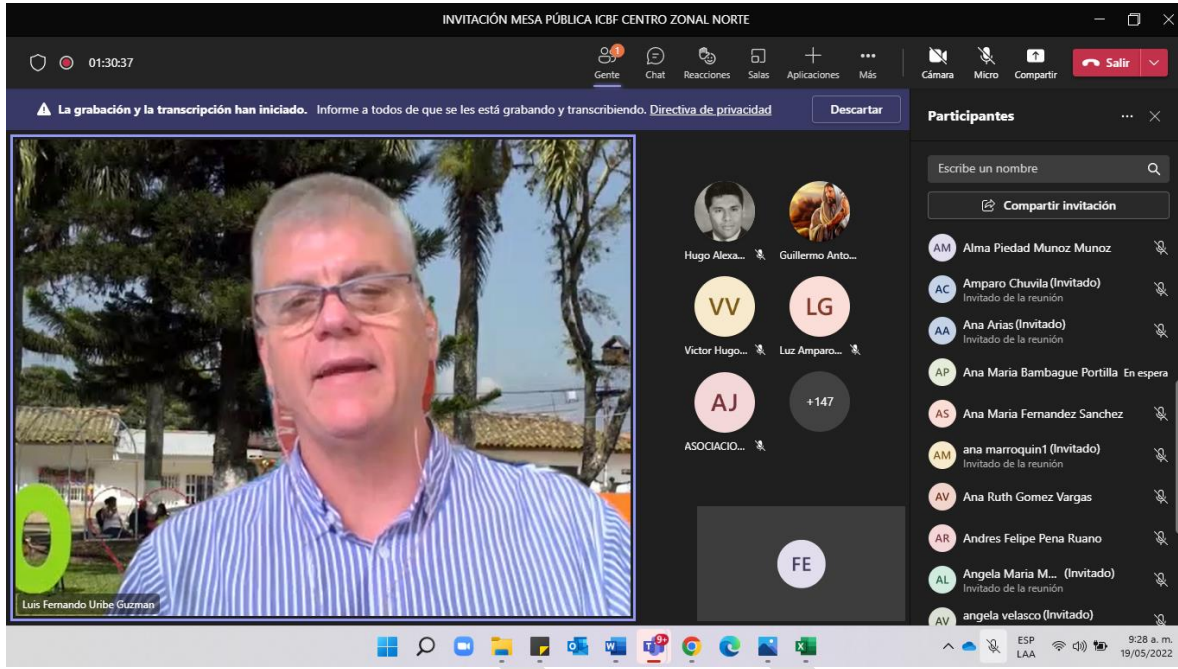 INVITACIÓN MESA PÚBLICA ICBF CENTRO ZONAL NORTE
01:30:37
1
Gente
Chat
Reacciones
Salas
Aplicaciones
Más
Cámara
Micro
Compartir
Salir
La grabación y la transcripción han iniciado. Informe a todos de que se les está grabando y transcribiendo. Directiva de privacidad
Descartar
Participantes
Escribe un nombre
Compartir invitación
Hugo Alexa...
Guillermo Anto...
VV
LG
Victor Hugo...
Luz Amparo...
AJ
+147
ASOCIACIO...
FE
O
Luis Fernando Uribe Guzman
AM Alma Piedad Munoz Munoz
AC Amparo Chuvila (Invitado)
Invitado de la reunión
AA Ana Arias (Invitado)
Invitado de la reunión
AP Ana Maria Bambague Portilla En espera
AS Ana Maria Fernandez Sanchez
AM ana marroquin1 (Invitado)
Invitado de la reunión
AV Ana Ruth Gomez Vargas
AR Andres Felipe Pena Ruano
AL Angela Maria M... (Invitado)
Invitado de la reunión
AV angela velasco (Invitado)
9+
ESP
LAA
9:28 a. m.
19/05/2022